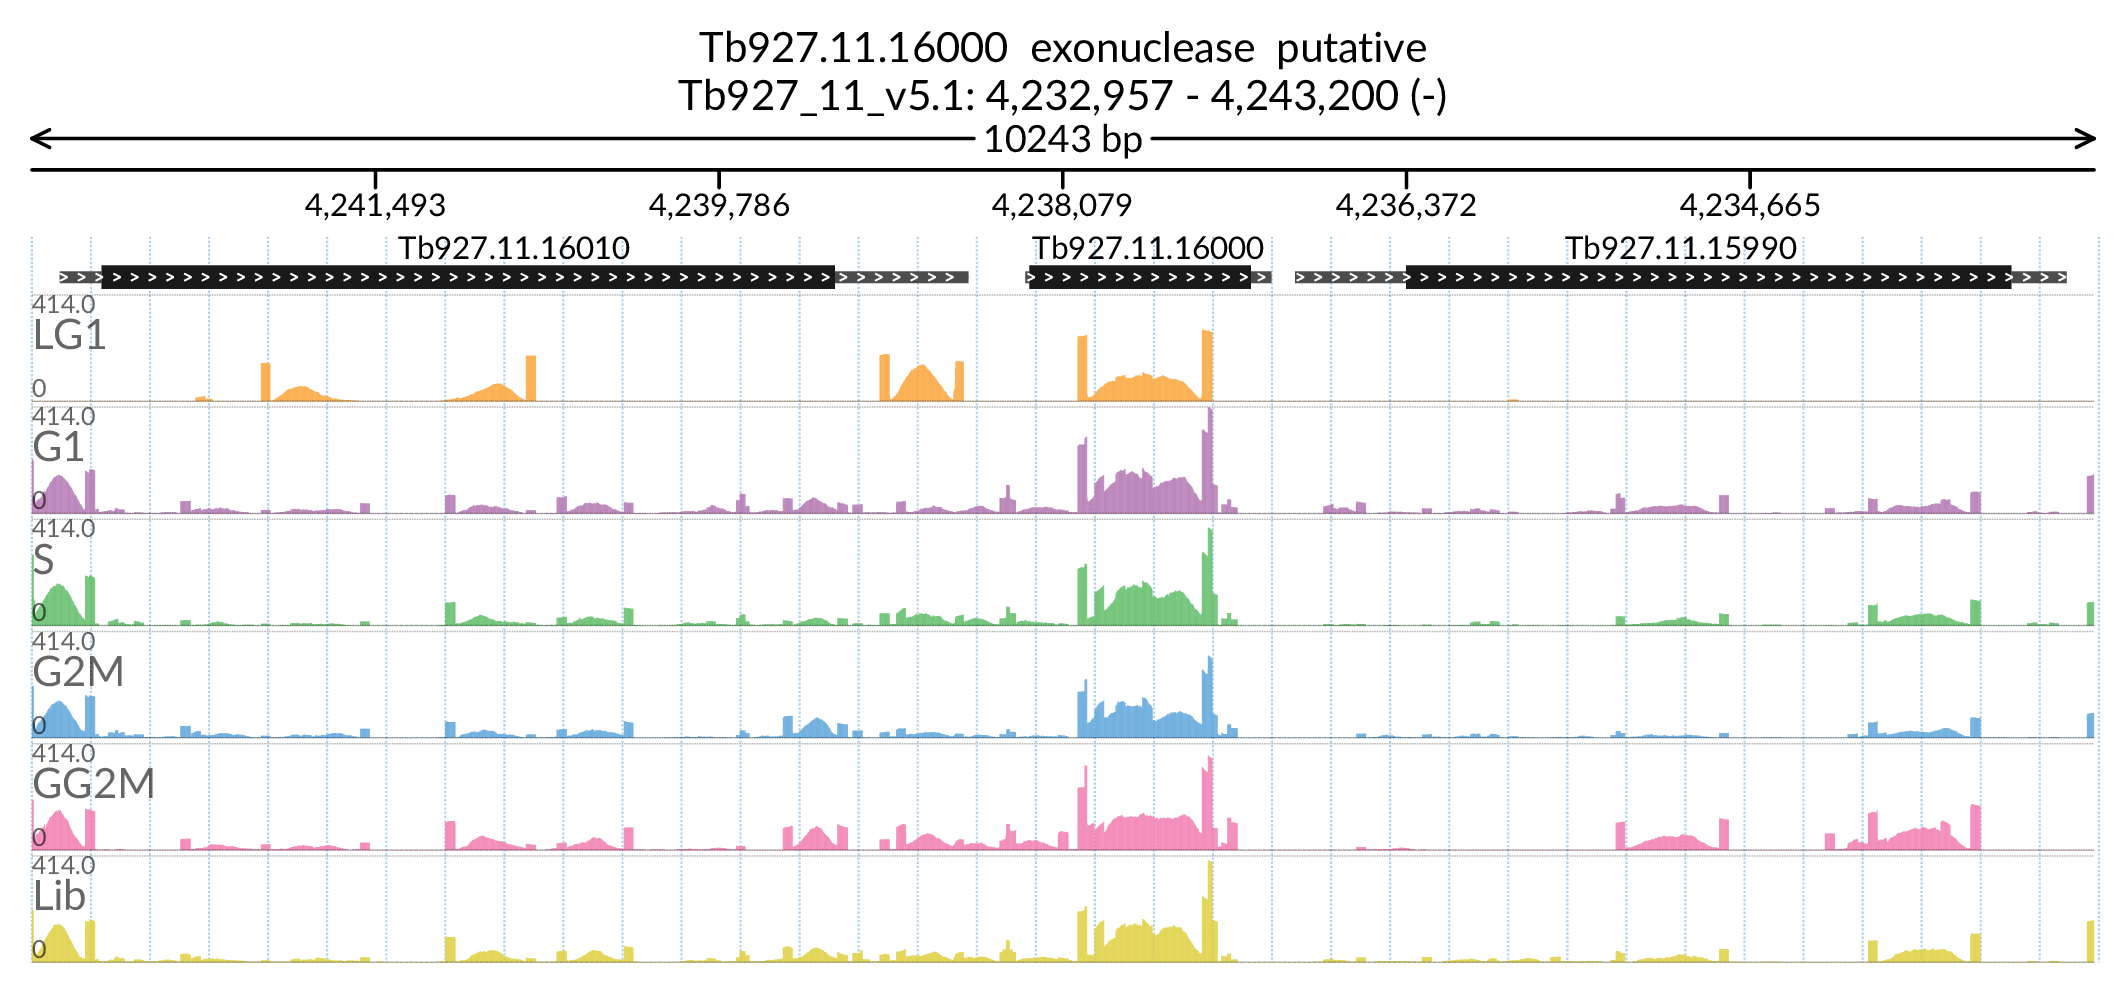 Tb927.11.16000 exonuclease putative
Tb927_11_v5.1: 4,232,957 - 4,243,200 (-)
10243 bp
4,241,493 4,239,786 4,238,079 4,236,372 4,234,665
Tb927.11.16010 Tb927.11.16000 Tb927.11.15990
414.0
LG1
0
414.0
G1
0
414.0
S
0
414.0
G2M
0
414.0
GG2M
0
414.0
Lib
0